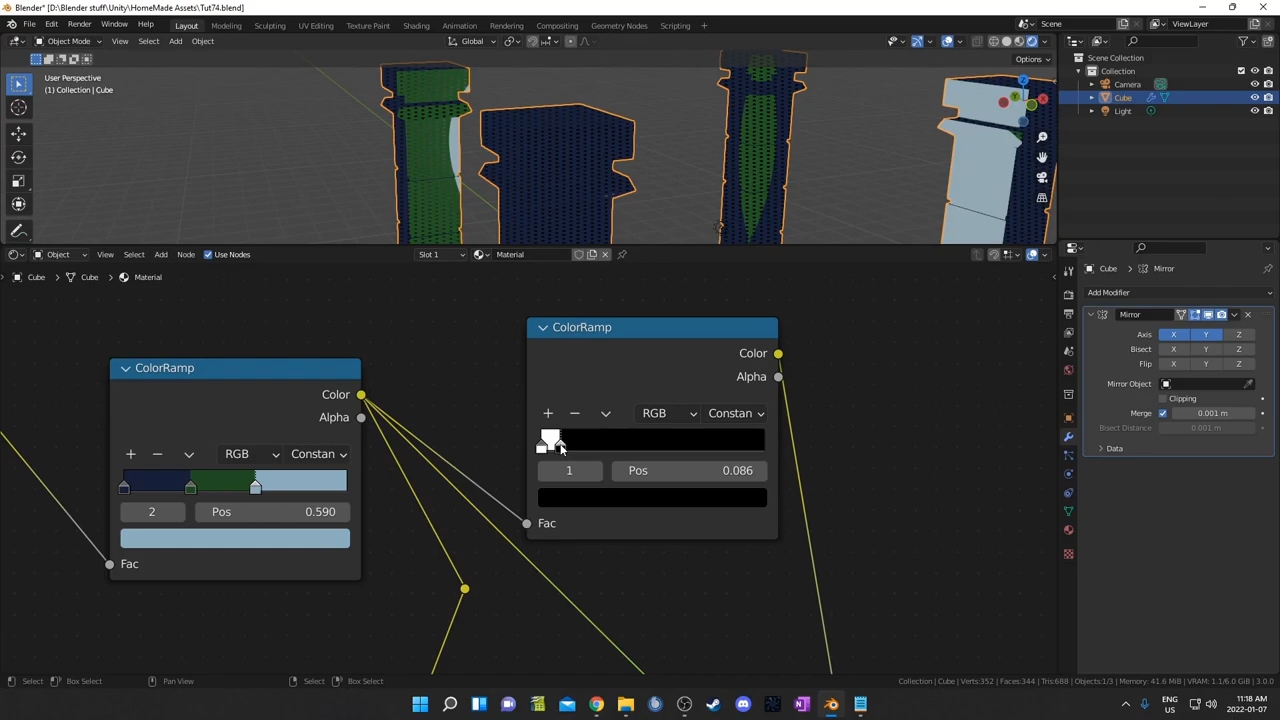 Blender* [D:\Blender stuff\Unity\HomeMade Assets\Tut74.blend]
File Edit Render Window Help Layout Modeling Sculpting UV Editing Texture Paint Shading Animation Rendering Compositing Geometry Nodes Scripting + Scene ViewLayer
Object Mode View Select Add Object Global
Options
User Perspective
(1) Collection | Cube
Scene Collection
Collection
Camera
Cube
Light
Object View Select Add Node Use Nodes Slot 1 Material
Cube Cube Material
Cube Mirror
Add Modifier
Mirror
Axis X Y Z
Bisect X Y Z
Flip X Y Z
Mirror Object
Clipping
Merge 0.001 m
Bisect Distance 0.001 m
Data
ColorRamp
Color
Alpha
RGB Constan
1 Pos 0.086
Fac
ColorRamp
Color
Alpha
RGB Constan
2 Pos 0.590
Fac
Select Box Select Pan View Select Box Select
Collection | Cube | Verts:352 | Faces:344 | Tris:688 | Objects:1/3 | Memory: 41.6 MiB | VRAM: 1.1/6.0 GiB | 3.0.0
ENG
US
11:18 AM
2022-01-07